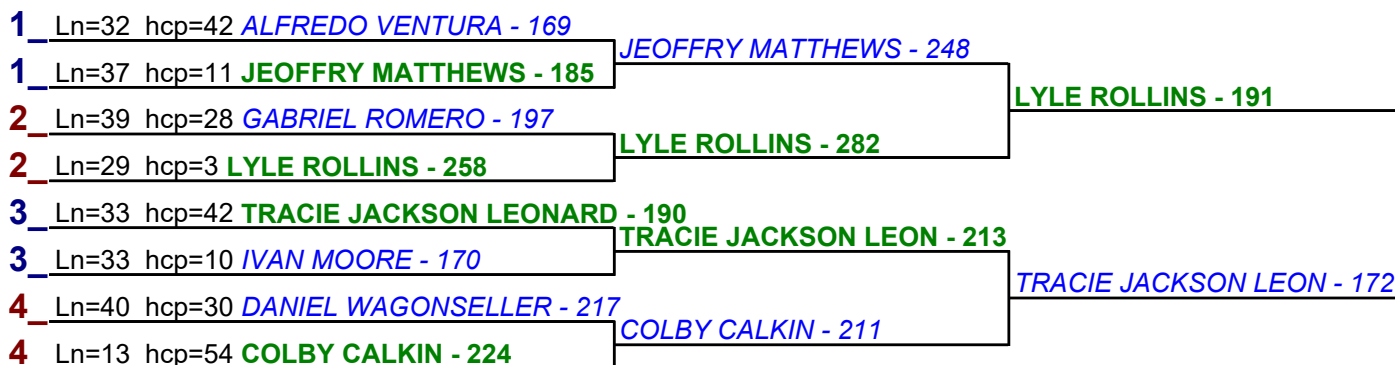 1_ Ln=32 hcp=42 ALFREDO VENTURA - 169
JEOFFRY MATTHEWS - 248
1_ Ln=37 hcp=11 JEOFFRY MATTHEWS - 185
LYLE ROLLINS - 191
2_ Ln=39 hcp=28 GABRIEL ROMERO - 197
LYLE ROLLINS - 282
2_ Ln=29 hcp=3 LYLE ROLLINS - 258
3_ Ln=33 hcp=42 TRACIE JACKSON LEONARD - 190
TRACIE JACKSON LEON - 213
3_ Ln=33 hcp=10 IVAN MOORE - 170
TRACIE JACKSON LEON - 172
4_ Ln=40 hcp=30 DANIEL WAGONSELLER - 217
COLBY CALKIN - 211
4 Ln=13 hcp=54 COLBY CALKIN - 224